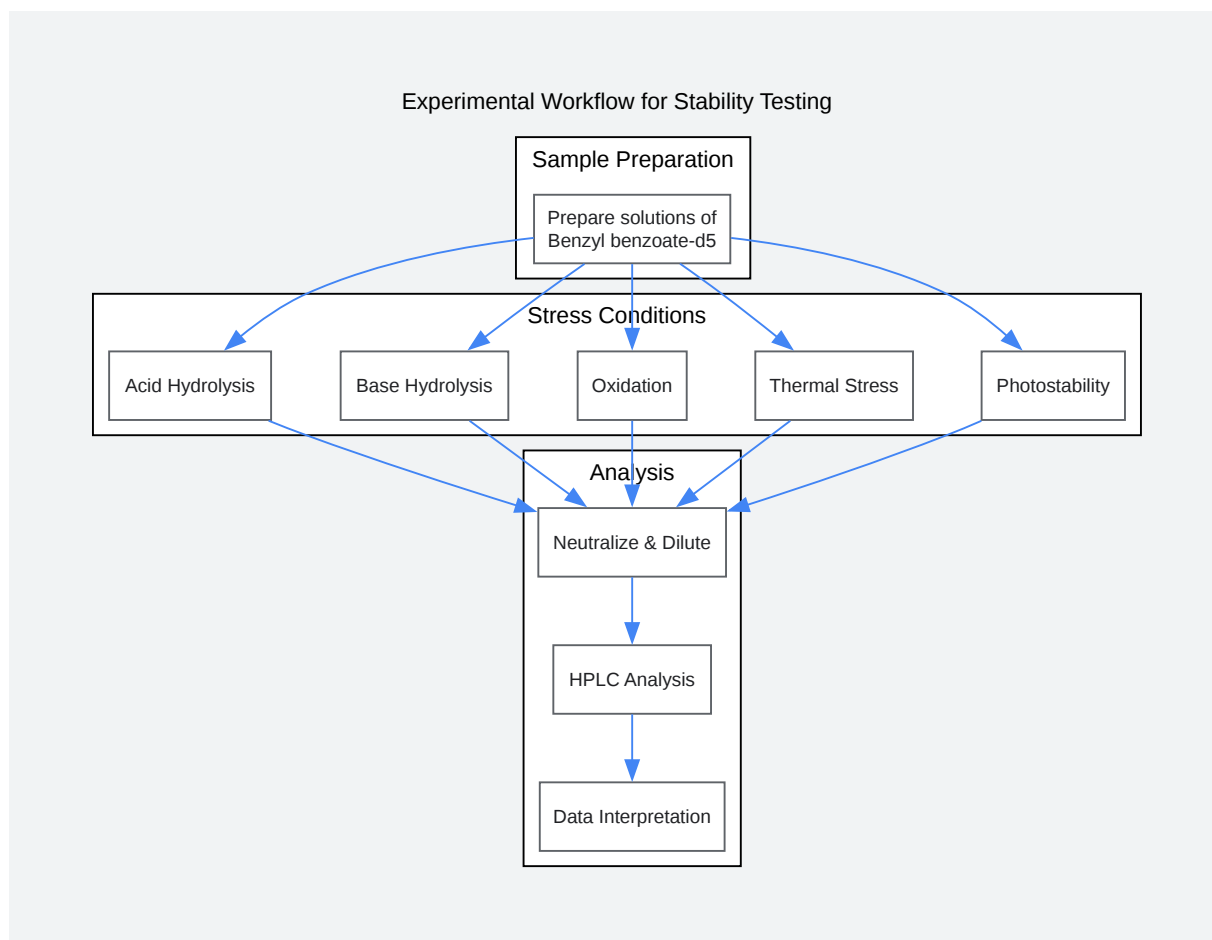 Experimental Workflow for Stability Testing
Sample Preparation
Prepare solutions of
Benzyl benzoate-d5
Stress Conditions
Acid Hydrolysis
Base Hydrolysis
Oxidation
Thermal Stress
Photostability
Analysis
Neutralize & Dilute
HPLC Analysis
Data Interpretation